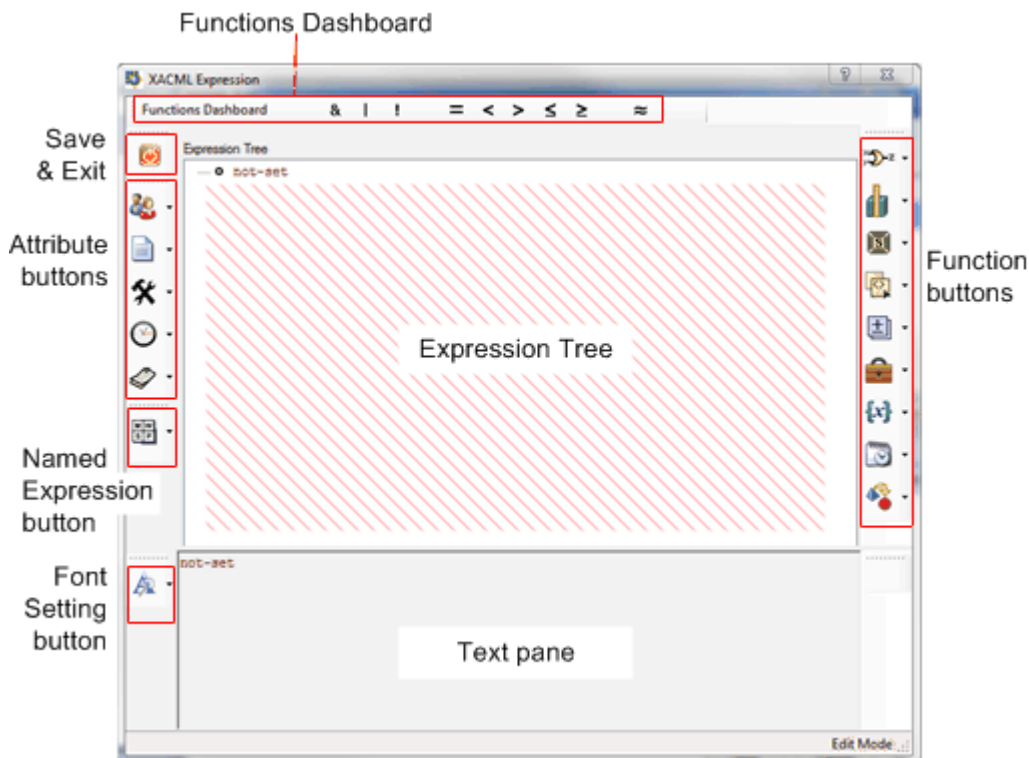 Functions Dashboard
XACML Expression
Functions Dashboard & | ! = < > ≤ ≥ ≈
Save
& Exit
Expression Tree
not-set
Attribute
buttons
Function
buttons
Expression Tree
Named
Expression
button
not-set
Font
Setting
button
Text pane
Edit Mode